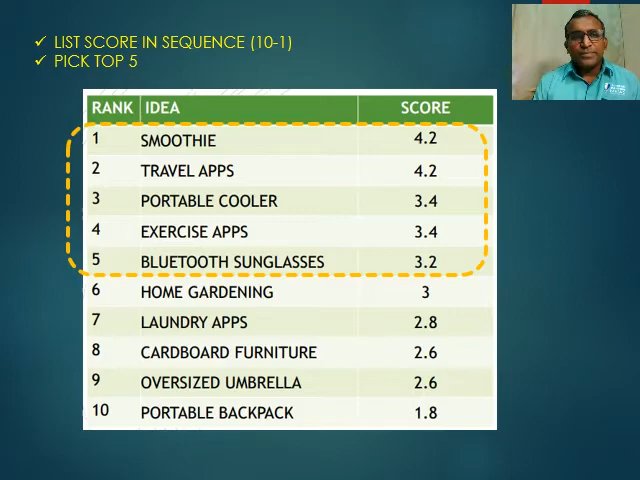 ✓ LIST SCORE IN SEQUENCE (10-1)
✓ PICK TOP 5
RANK IDEA SCORE
1 SMOOTHIE 4.2
2 TRAVEL APPS 4.2
3 PORTABLE COOLER 3.4
4 EXERCISE APPS 3.4
5 BLUETOOTH SUNGLASSES 3.2
6 HOME GARDENING 3
7 LAUNDRY APPS 2.8
8 CARDBOARD FURNITURE 2.6
9 OVERSIZED UMBRELLA 2.6
10 PORTABLE BACKPACK 1.8